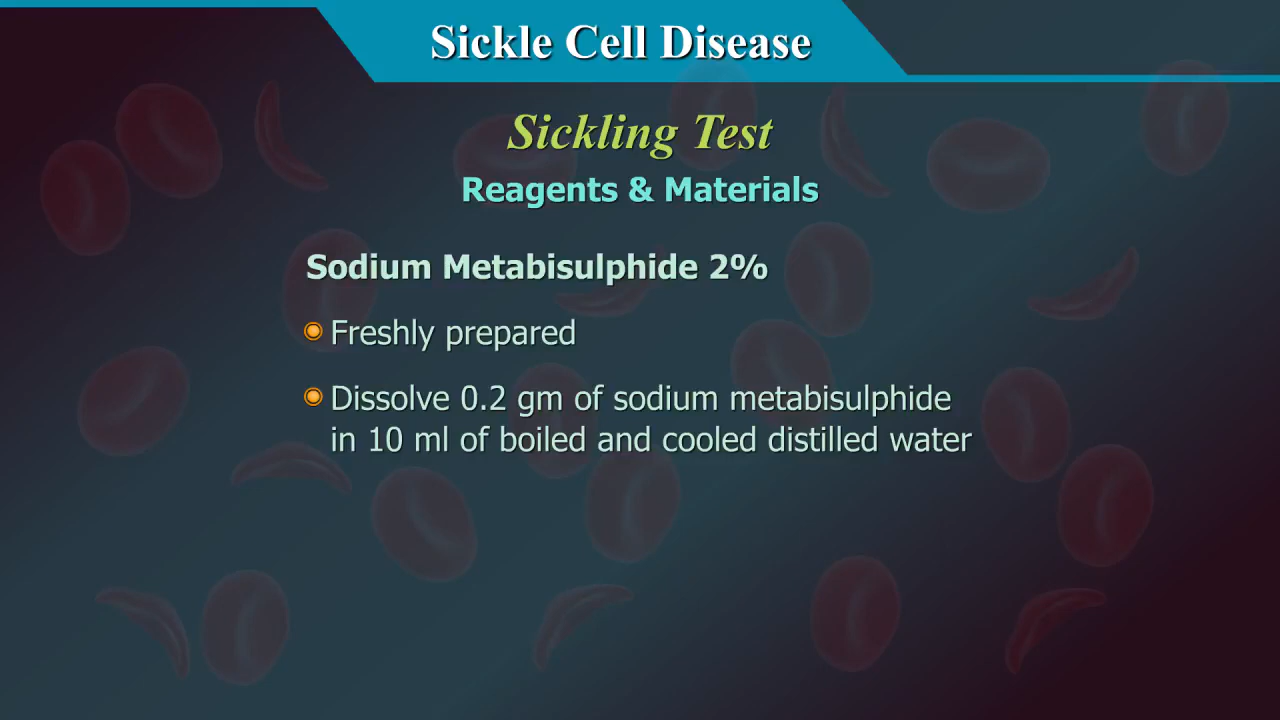 Sickle Cell Disease
Sickling Test
Reagents & Materials
Sodium Metabisulphide 2%
Freshly prepared
Dissolve 0.2 gm of sodium metabisulphide
in 10 ml of boiled and cooled distilled water